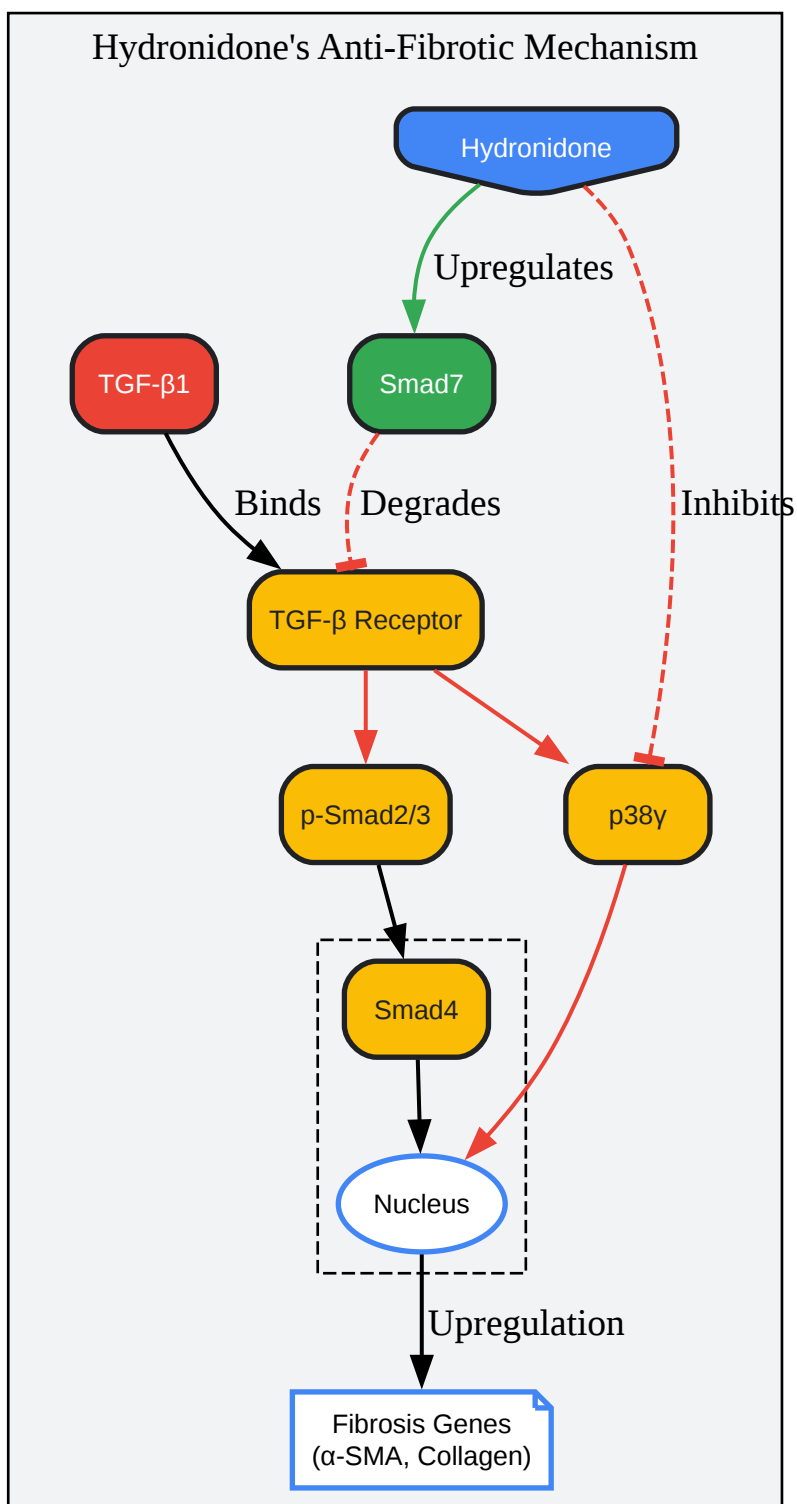 Hydronidone's Anti-Fibrotic Mechanism
Hydronidone
Upregulates
TGF-β1
Smad7
Binds
Degrades
Inhibits
TGF-β Receptor
p-Smad2/3
p38γ
Smad4
Nucleus
Upregulation
Fibrosis Genes
(α-SMA, Collagen)